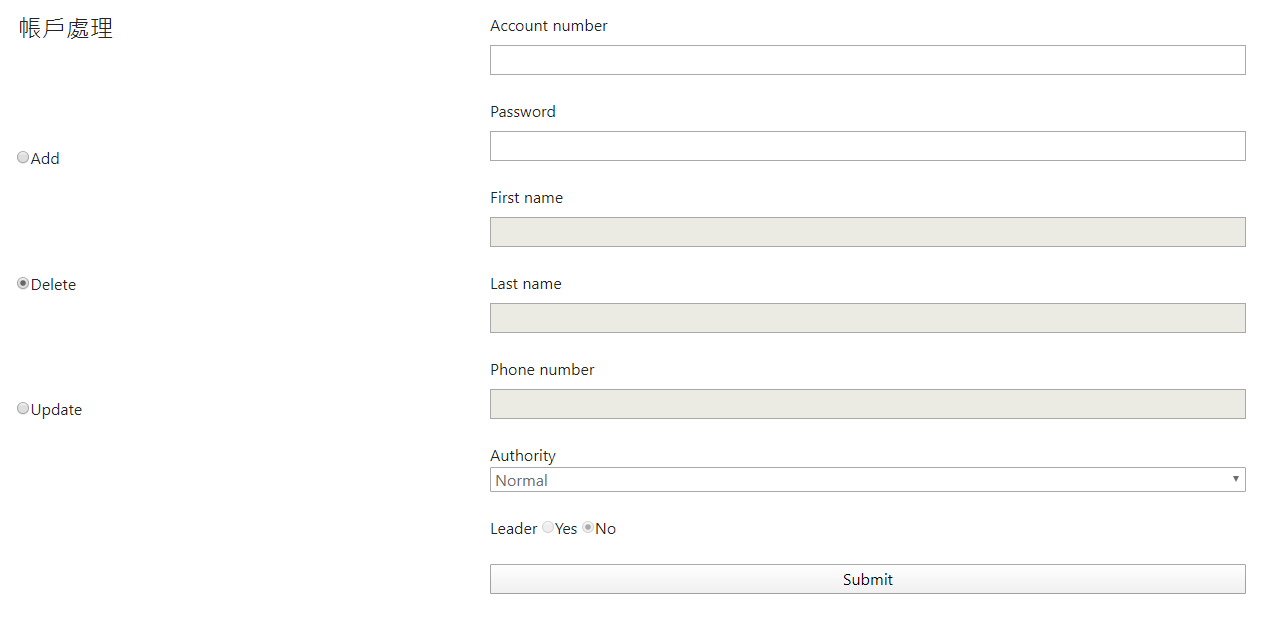 帳戶處理
Add
Delete
Update
Account number
Password
First name
Last name
Phone number
Authority
Normal
Leader Yes No
Submit